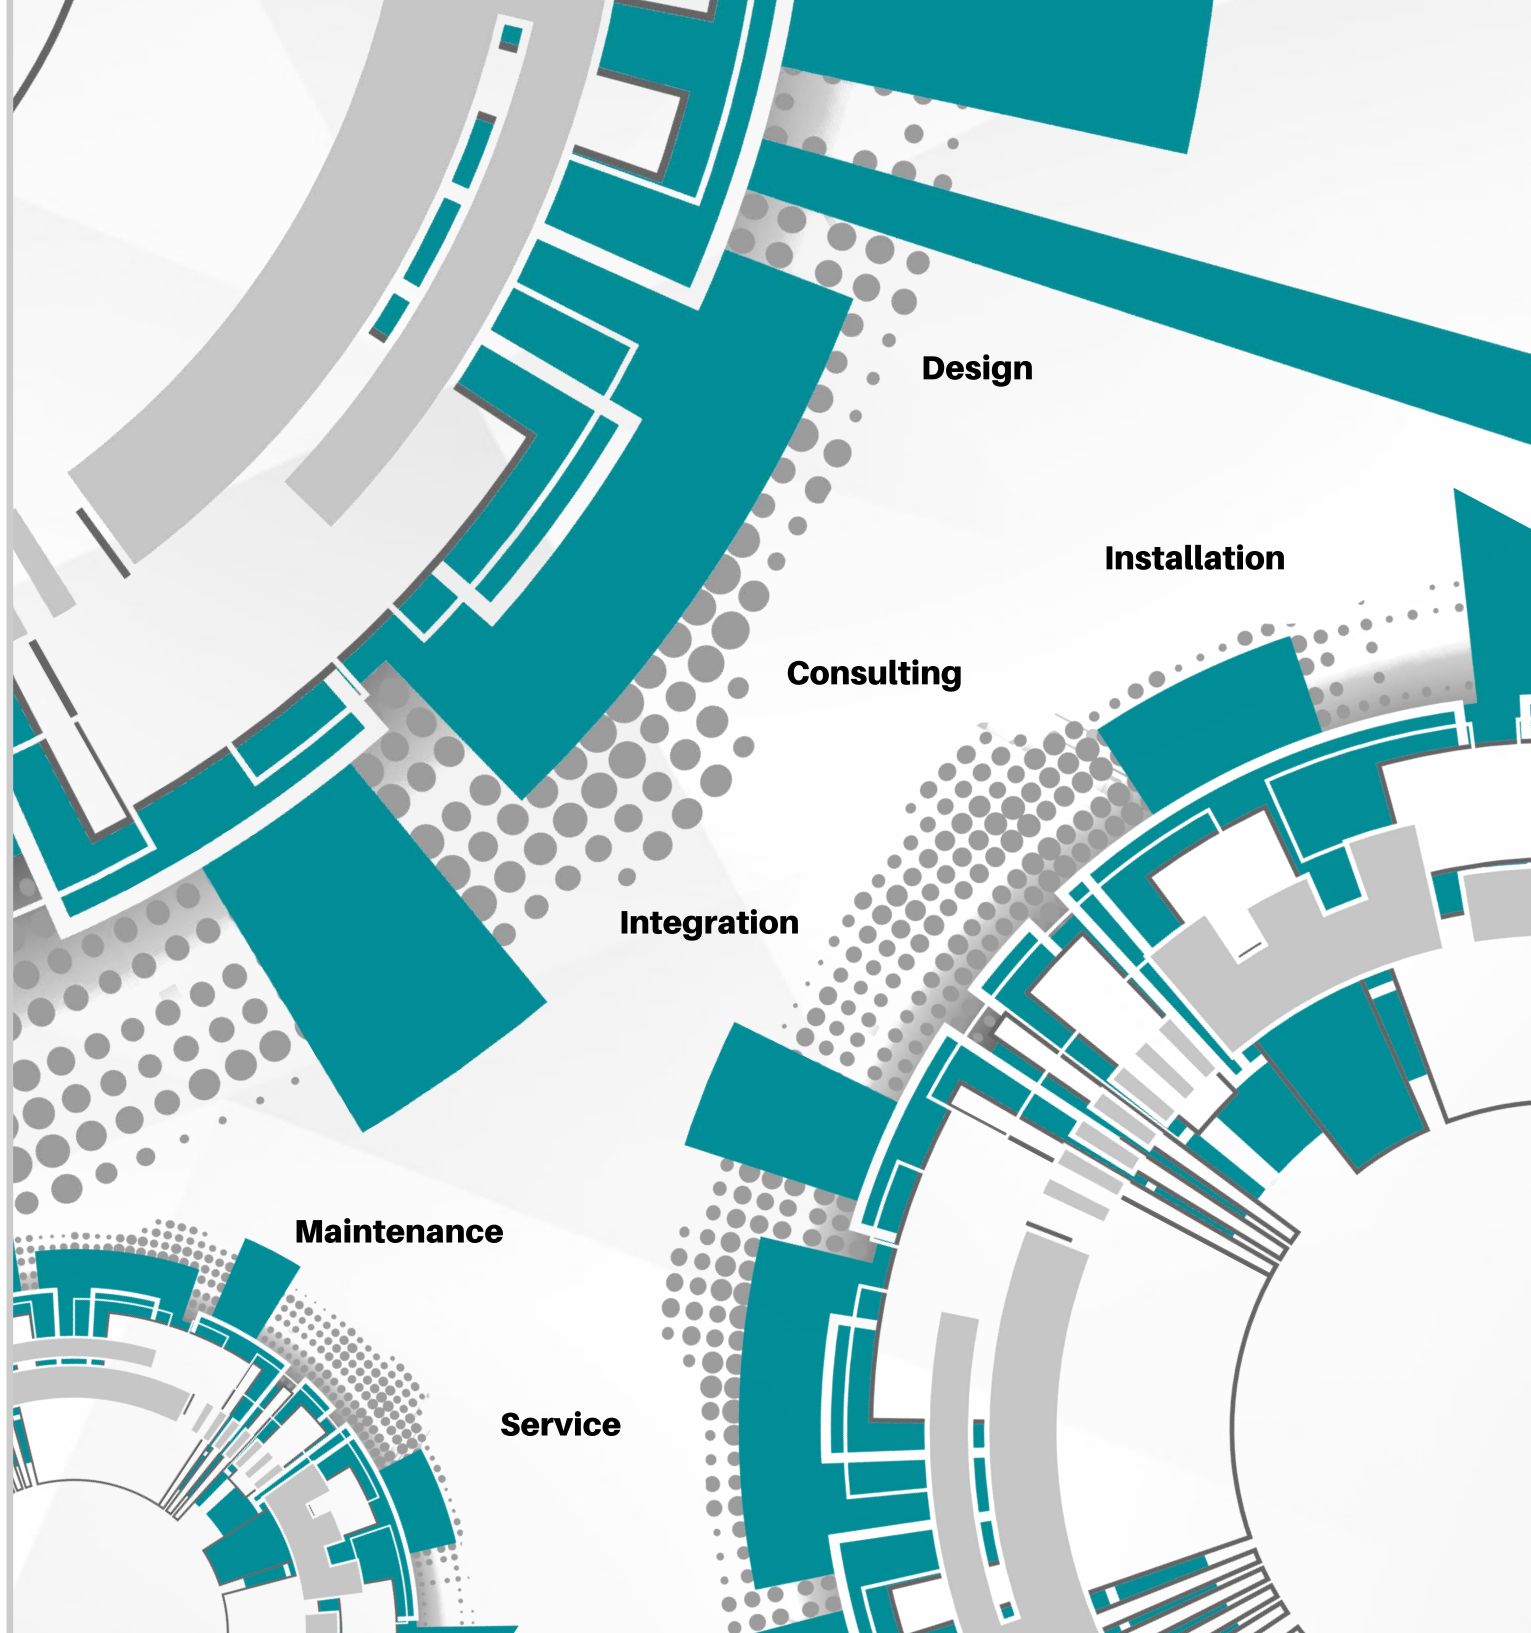 Design
Installation
Consulting
Integration
Maintenance
Service